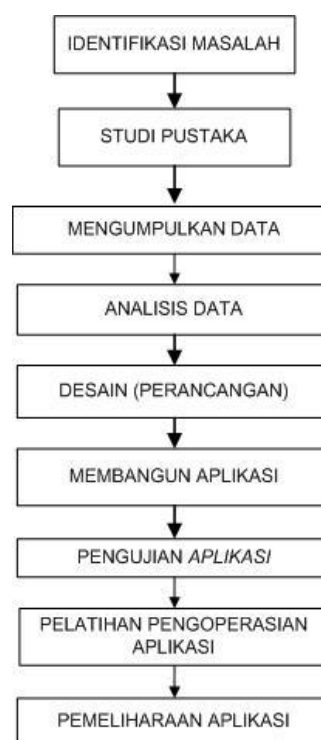 IDENTIFIKASI MASALAH
STUDI PUSTAKA
MENGUMPULKAN DATA
ANALISIS DATA
DESAIN (PERANCANGAN)
MEMBANGUN APLIKASI
PENGUJIAN APLIKASI
PELATIHAN PENGOPERASIAN
APLIKASI
PEMELIHARAAN APLIKASI